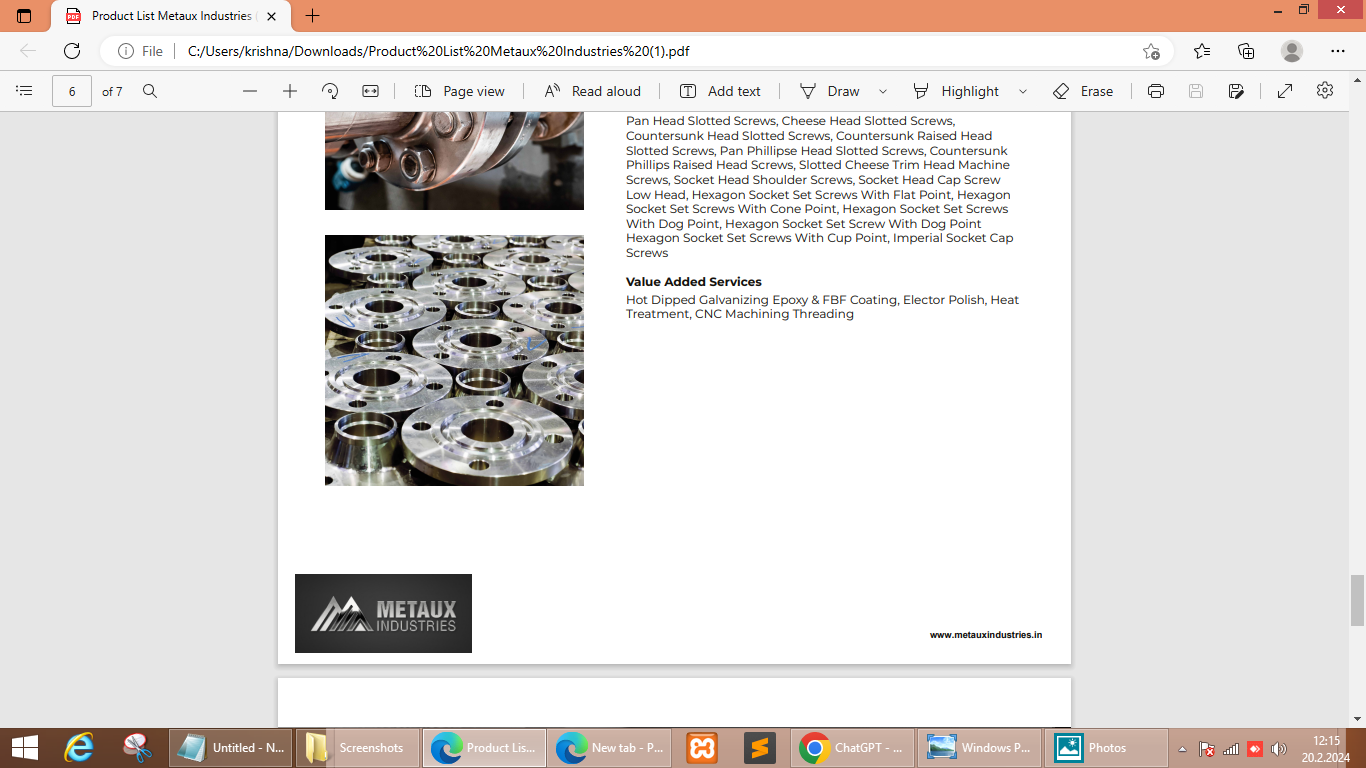 Product List Metaux Industries
File
C:/Users/krishna/Downloads/Product%20List%20Metaux%20Industries%20(1).pdf
6 of 7
Page view
Read aloud
Add text
Draw
Highlight
Erase
Pan Head Slotted Screws, Cheese Head Slotted Screws,
Countersunk Head Slotted Screws, Countersunk Raised Head
Slotted Screws, Pan Phillipse Head Slotted Screws, Countersunk
Phillips Raised Head Screws, Slotted Cheese Trim Head Machine
Screws, Socket Head Shoulder Screws, Socket Head Cap Screw
Low Head, Hexagon Socket Set Screws With Flat Point, Hexagon
Socket Set Screws With Cone Point, Hexagon Socket Set Screws
With Dog Point, Hexagon Socket Set Screw With Dog Point
Hexagon Socket Set Screws With Cup Point, Imperial Socket Cap
Screws
Value Added Services
Hot Dipped Galvanizing Epoxy & FBF Coating, Elector Polish, Heat
Treatment, CNC Machining Threading
METAUX
INDUSTRIES
www.metauxindustries.in
Untitled - N...
Screenshots
Product Lis...
New tab - P...
ChatGPT - ...
Windows P...
Photos
12:15
20.2.2024